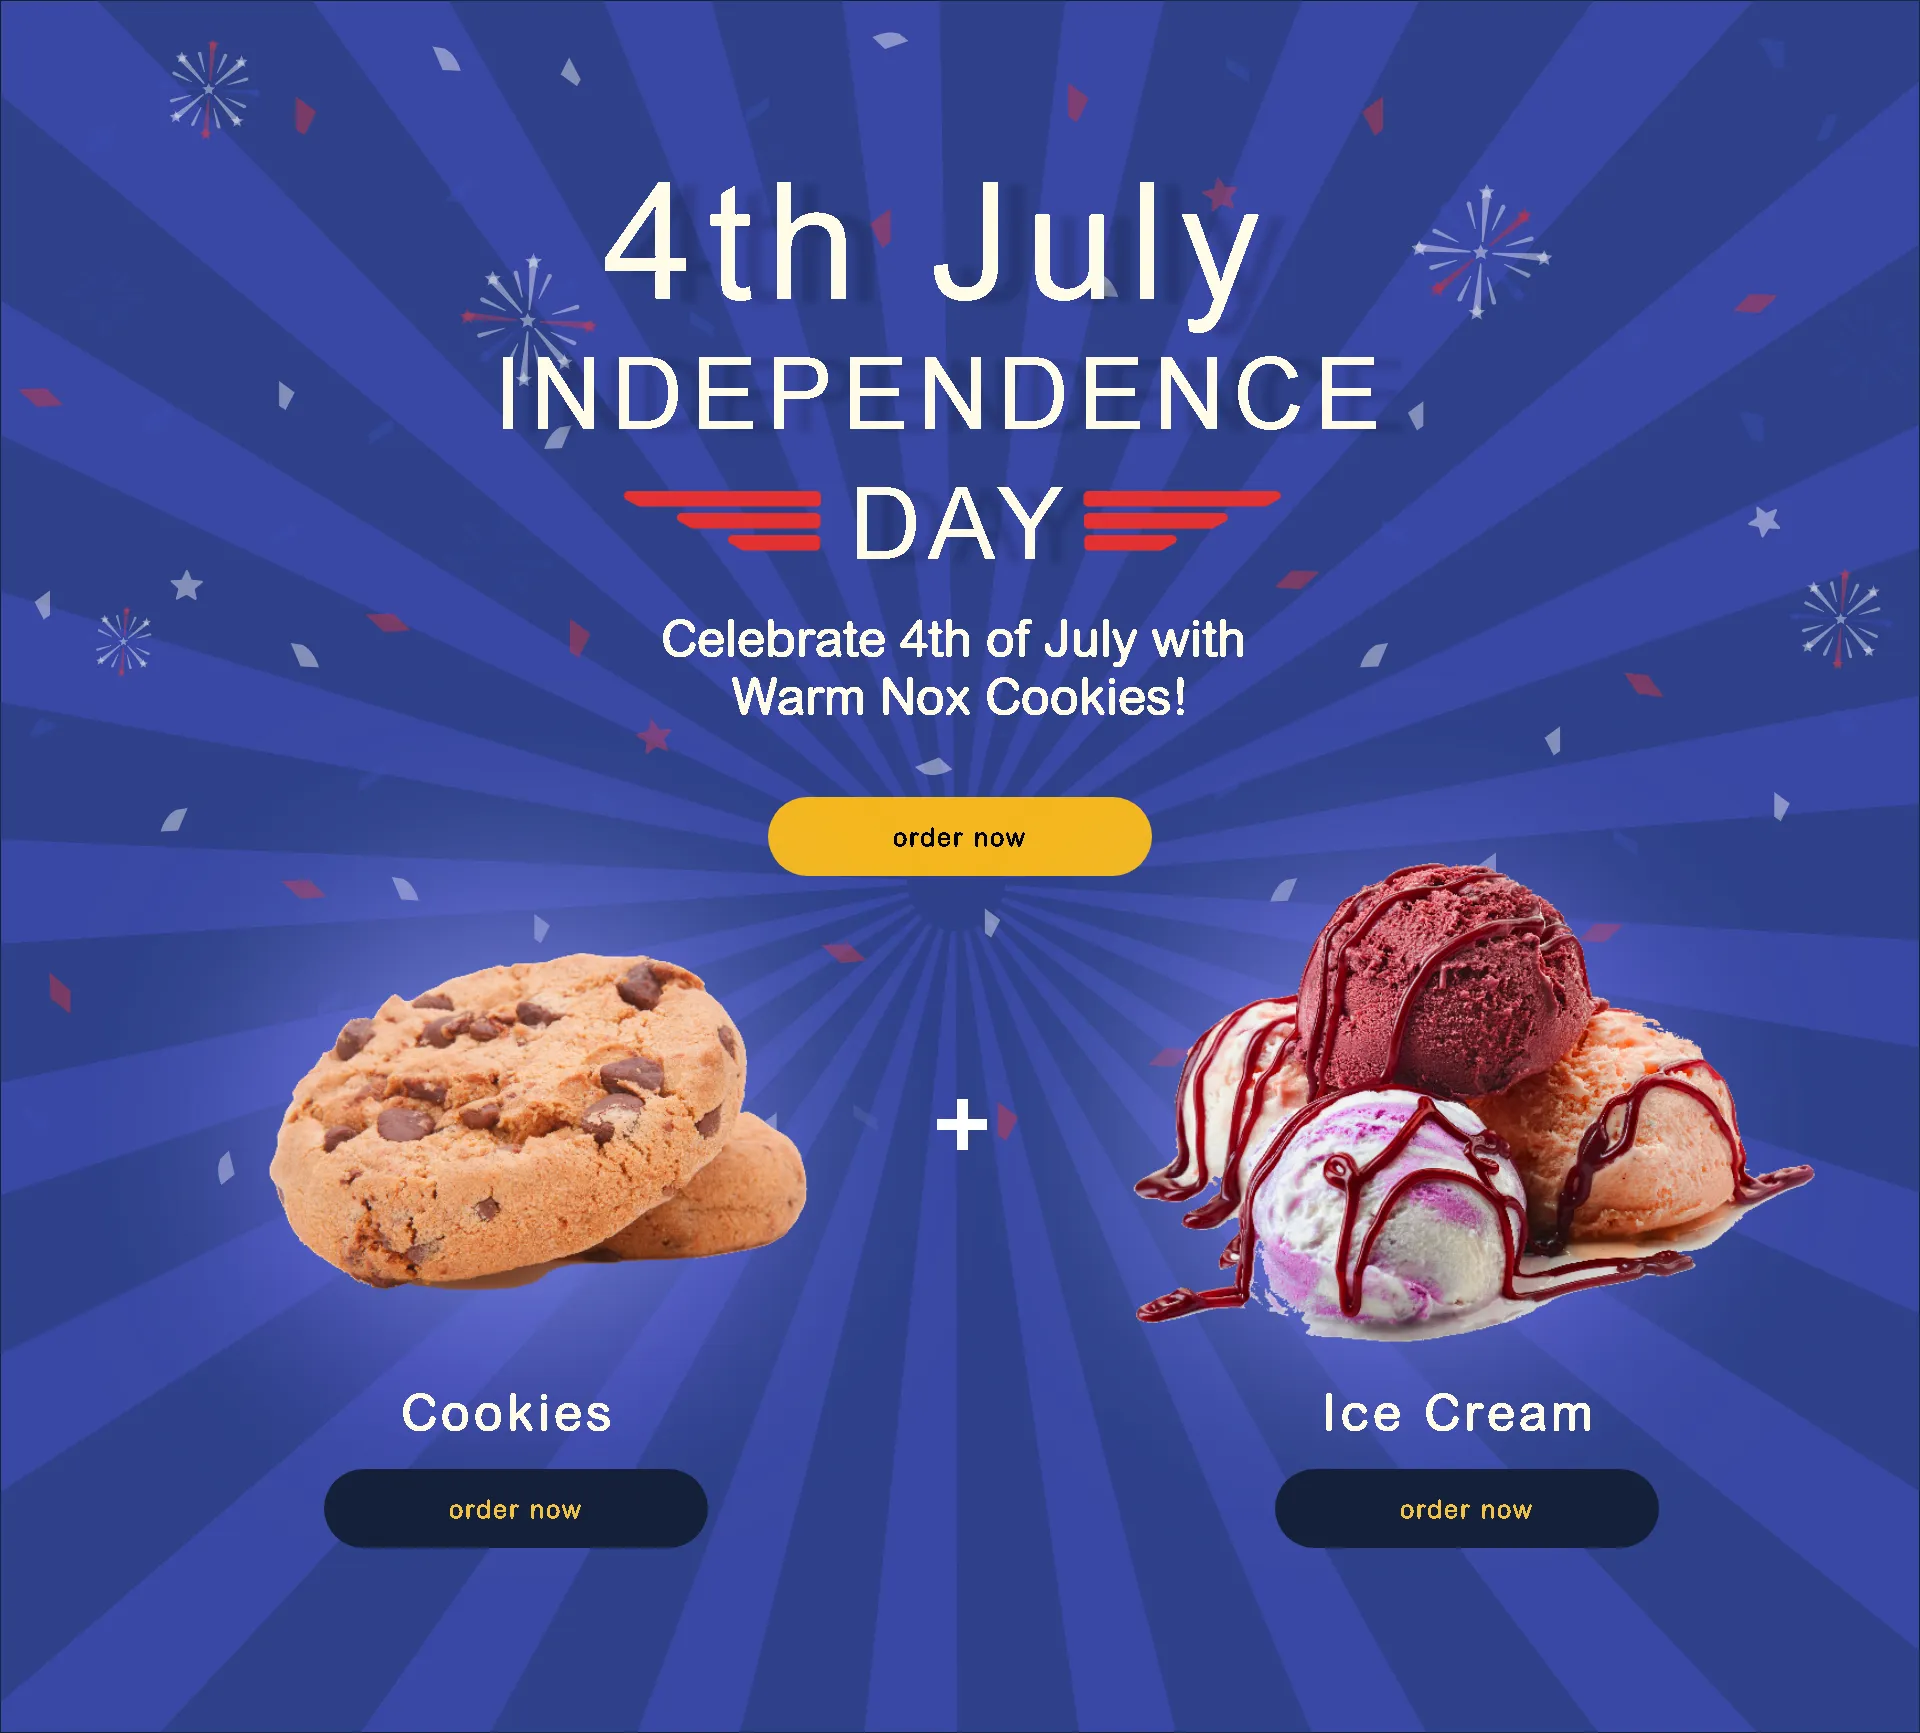 4th July
INDEPENDENCE
DAY
Celebrate 4th of July with
Warm Nox Cookies!
order now
+
Cookies
Ice Cream
order now
order now